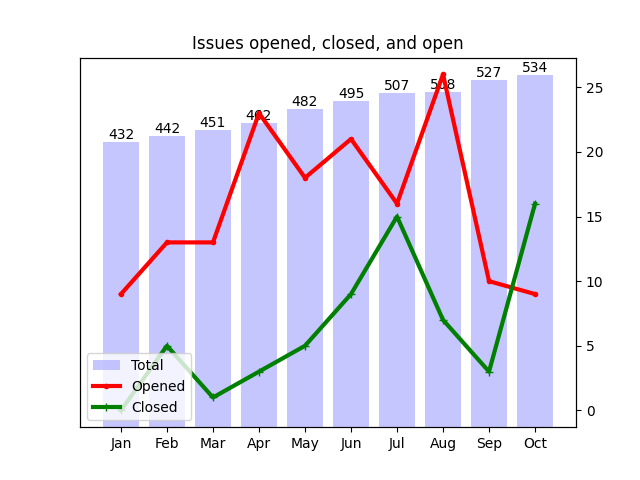 Issues opened, closed, and open
432 442 451 462 482 495 507 527 534
25
20
15
10
5
0
Total
Opened
Closed
Jan Feb Mar Apr May Jun Jul Aug Sep Oct